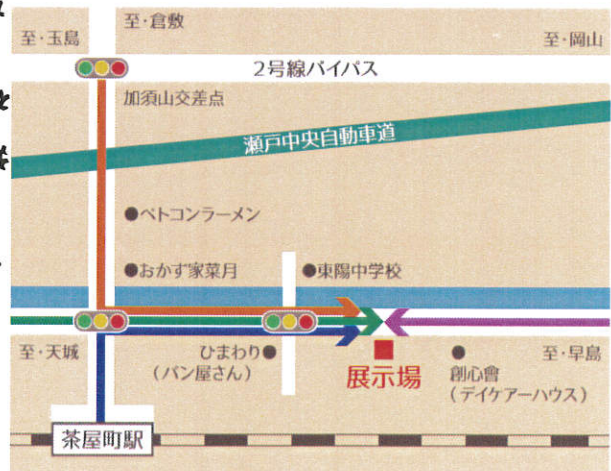 至・玉島
至・倉敷
至・岡山
2号線バイパス
加須山交差点
瀬戸中央自動車道
●ベトコンラーメン
●おかず家菜月
●東陽中学校
至・天城
ひまわり●
(パン屋さん)
展示場
創心會
(デイケアーハウス)
至・早島
茶屋町駅